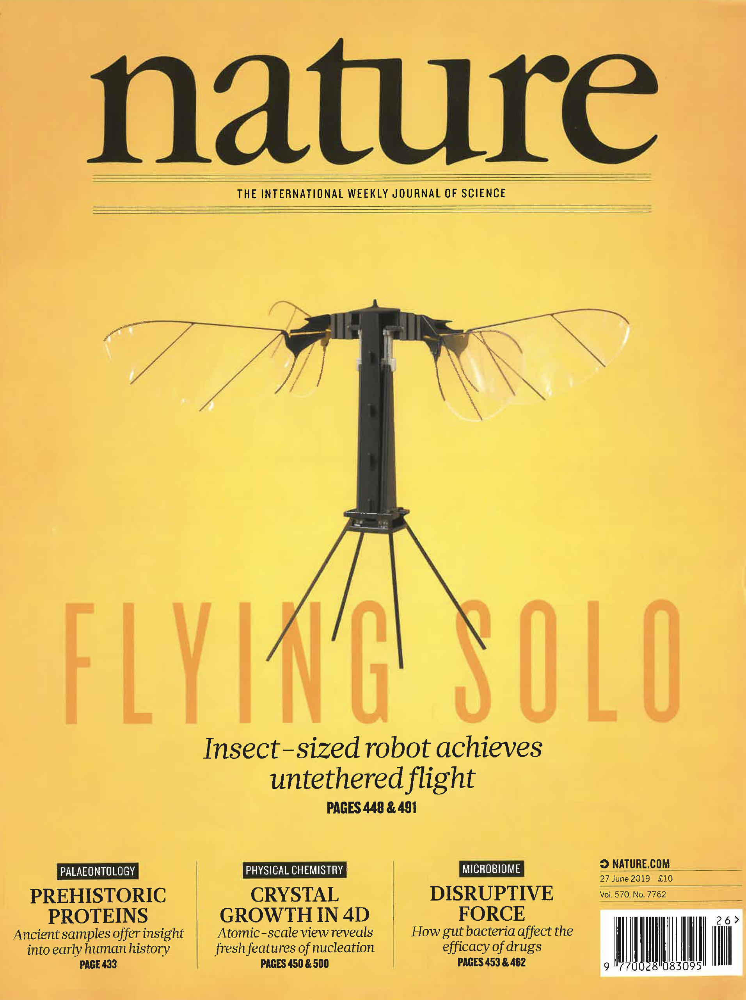 nature
THE INTERNATIONAL WEEKLY JOURNAL OF SCIENCE
FLYING SOLO
Insect-sized robot achieves
untethered flight
PAGES 448 & 491
PALAEONTOLOGY
PREHISTORIC
PROTEINS
Ancient samples offer insight
into early human history
PAGE 433
PHYSICAL CHEMISTRY
CRYSTAL
GROWTH IN 4D
Atomic-scale view reveals
fresh features of nucleation
PAGES 450 & 500
MICROBIOME
DISRUPTIVE
FORCE
How gut bacteria affect the
efficacy of drugs
PAGES 453 & 462
NATURE.COM
27 June 2019 £10
Vol. 570, No. 7762
26>
9 770028 083095